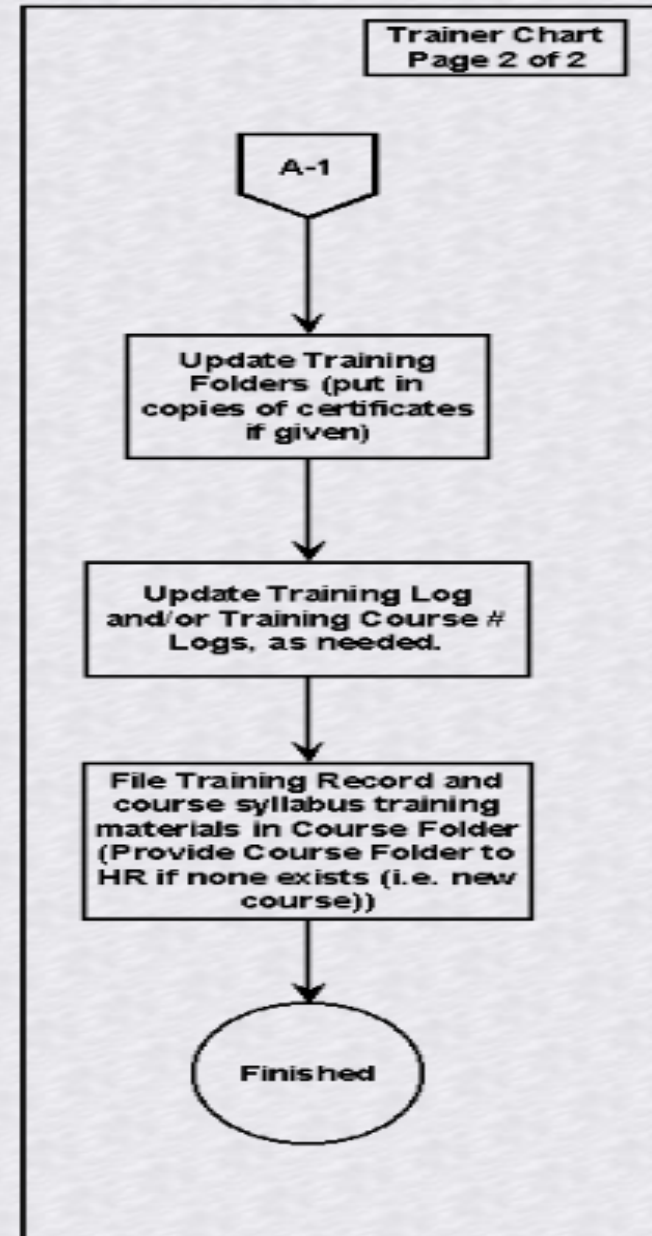 Trainer Chart
Page 2 of 2
A-1
Update Training
Folders (put in
copies of certificates
if given)
Update Training Log
and/or Training Course #
Logs, as needed.
File Training Record and
course syllabus training
materials in Course Folder
(Provide Course Folder to
HR if none exists (i.e. new
course))
Finished